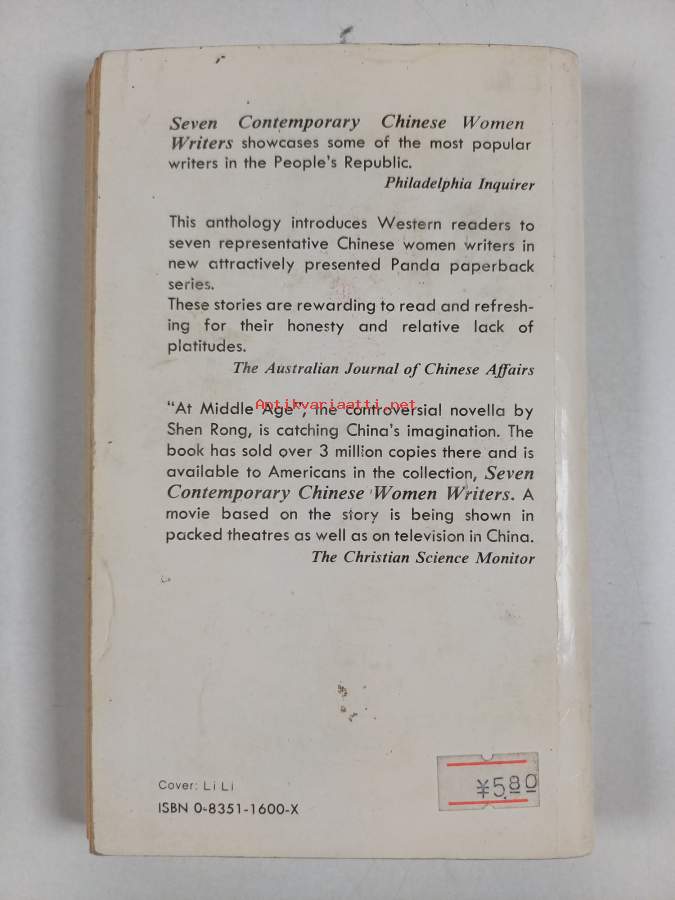 Seven Contemporary Chinese Women
Writers showcases some of the most popular
writers in the People's Republic.
Philadelphia Inquirer
This anthology introduces Western readers to
seven representative Chinese women writers in
new attractively presented Panda paperback
series.
These stories are rewarding to read and refresh-
ing for their honesty and relative lack of
platitudes.
The Australian Journal of Chinese Affairs
Antikvariaatti.net
"At Middle Age", the controversial novella by
Shen Rong, is catching China's imagination. The
book has sold over 3 million copies there and is
available to Americans in the collection, Seven
Contemporary Chinese Women Writers. A
movie based on the story is being shown in
packed theatres as well as on television in China.
The Christian Science Monitor
Cover: Li Li
ISBN 0-8351-1600-X
¥5.80